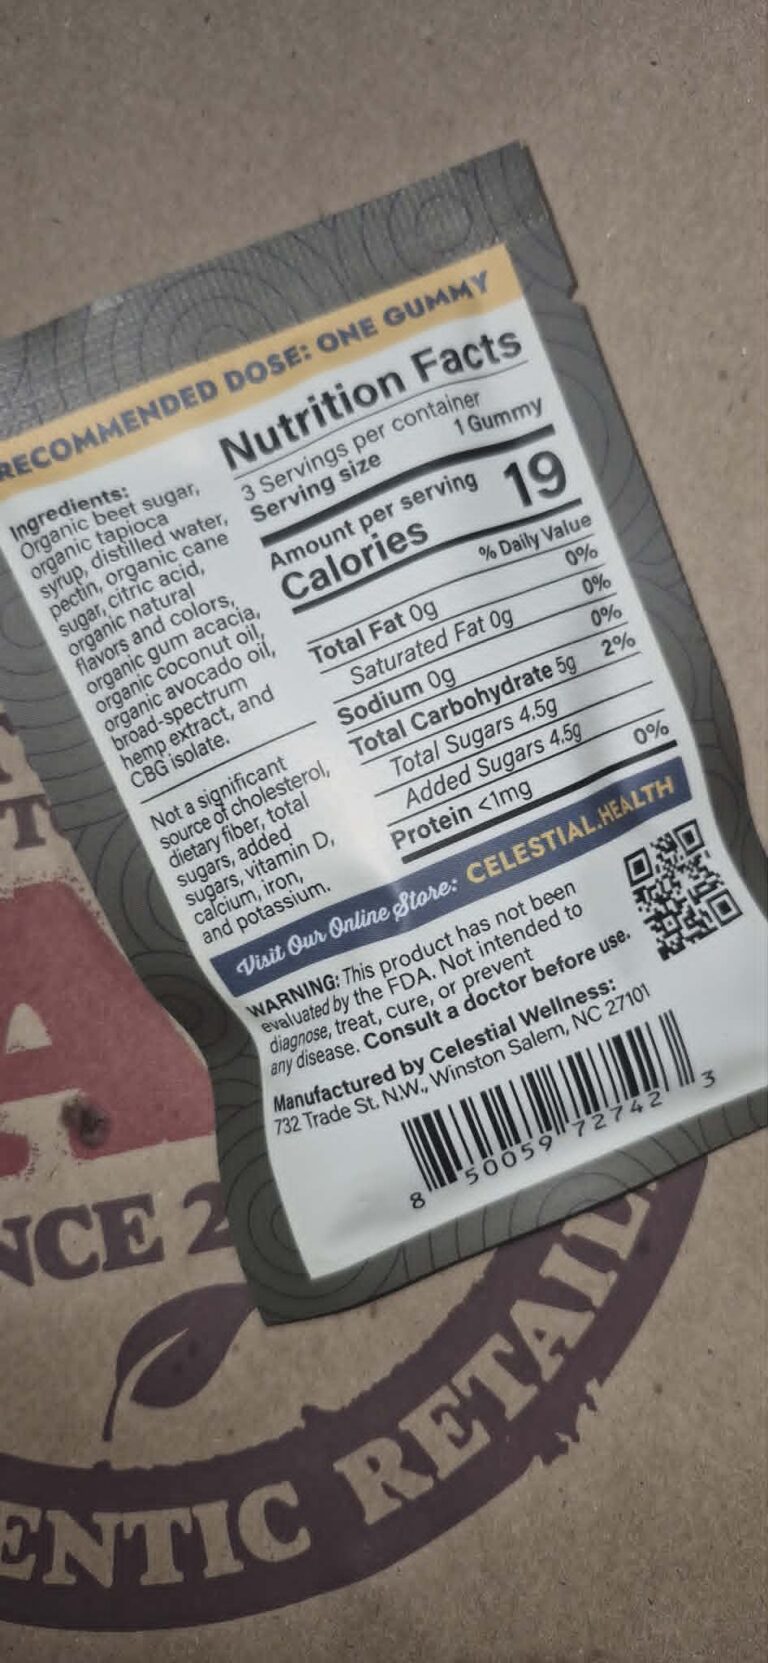 RECOMMENDED DOSE: ONE GUMMY
Ingredients:
Organic beet sugar,
organic tapioca
syrup, distilled water,
pectin, organic cane
sugar, citric acid,
organic natural
flavors and colors,
organic gum acacia,
organic coconut oil,
organic avocado oil,
broad-spectrum
hemp extract, and
CBG isolate.
Not a significant
source of cholesterol,
dietary fiber, total
sugars, added
sugars, vitamin D,
calcium, iron,
and potassium.
Nutrition Facts
3 Servings per container
Serving size 1 Gummy
Amount per serving
Calories 19
% Daily Value
Total Fat 0g 0%
Saturated Fat 0g 0%
Sodium 0g 0%
Total Carbohydrate 5g 2%
Total Sugars 4.5g
Added Sugars 4.5g
Protein <1mg 0%
Visit Our Online Store: CELESTIAL.HEALTH
WARNING: This product has not been
evaluated by the FDA. Not intended to
diagnose, treat, cure, or prevent
any disease. Consult a doctor before use.
Manufactured by Celestial Wellness:
732 Trade St. N.W., Winston Salem, NC 27101
8 50059 72742 3
A
NCE 2
ENTIC RETAIL